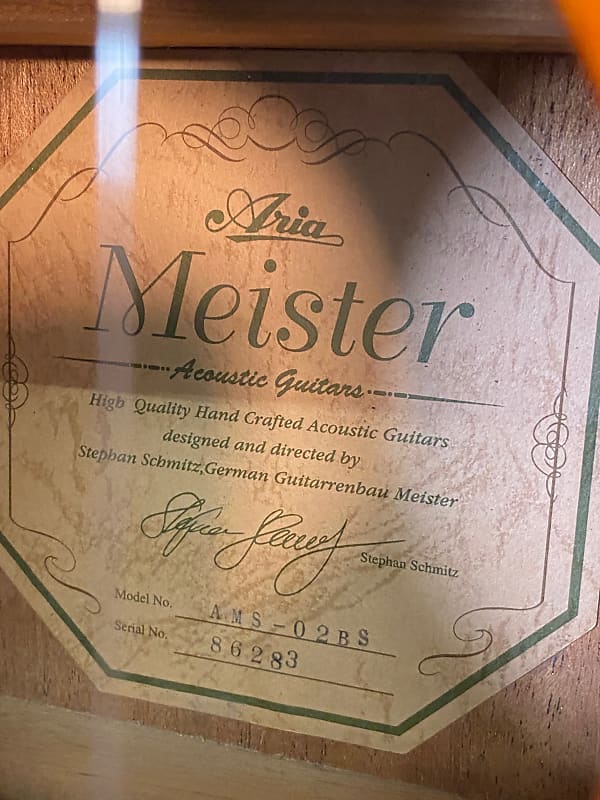 Aria
Meister
Acoustic Guitars
High Quality Hand Crafted Acoustic Guitars
designed and directed by
Stephan Schmitz,German Guitarrenbau Meister
Stephan Schmitz
Model No. AMS-02BS
Serial No. 86283